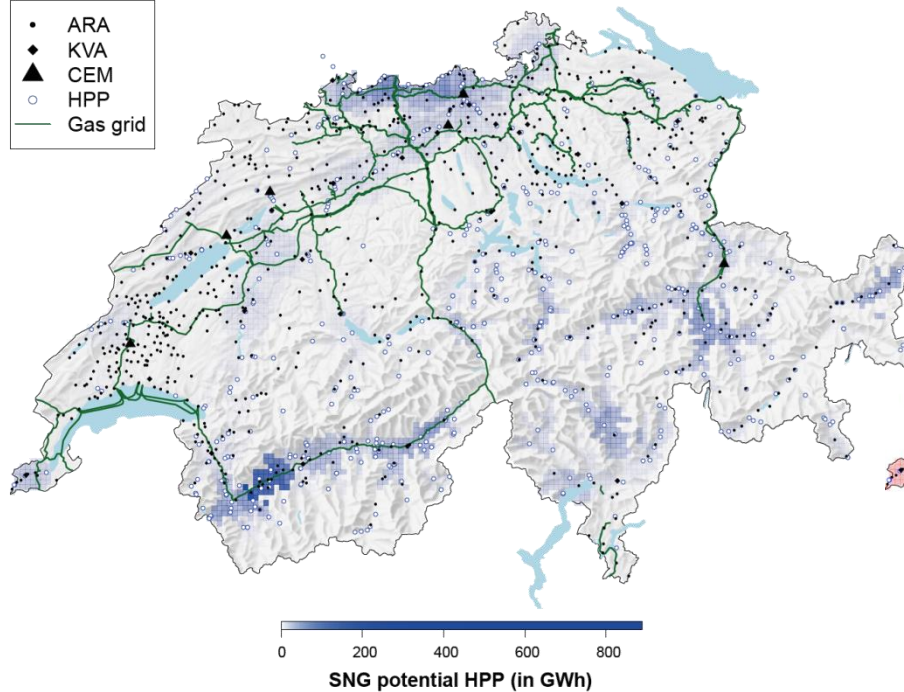 ARA
KVA
CEM
HPP
Gas grid
0 200 400 600 800
SNG potential HPP (in GWh)